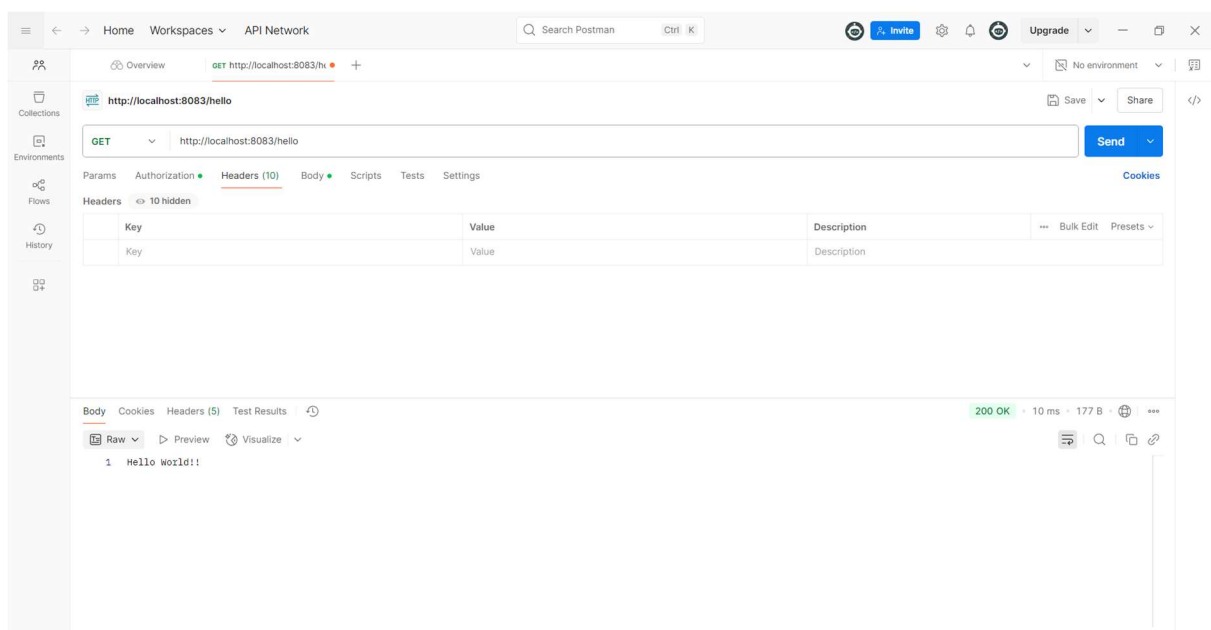 Home Workspaces API Network Search Postman Ctrl K Invite Upgrade
Overview GET http://localhost:8083/h No environment
HTTP http://localhost:8083/hello Save Share
Collections
GET http://localhost:8083/hello Send
Environments
Params Authorization Headers (10) Body Scripts Tests Settings Cookies
Flows
Headers 10 hidden
Key Value Description Bulk Edit Presets
History
Key Value Description
Body Cookies Headers (5) Test Results 200 OK 10 ms 177 B
Raw Preview Visualize
1 Hello World!!